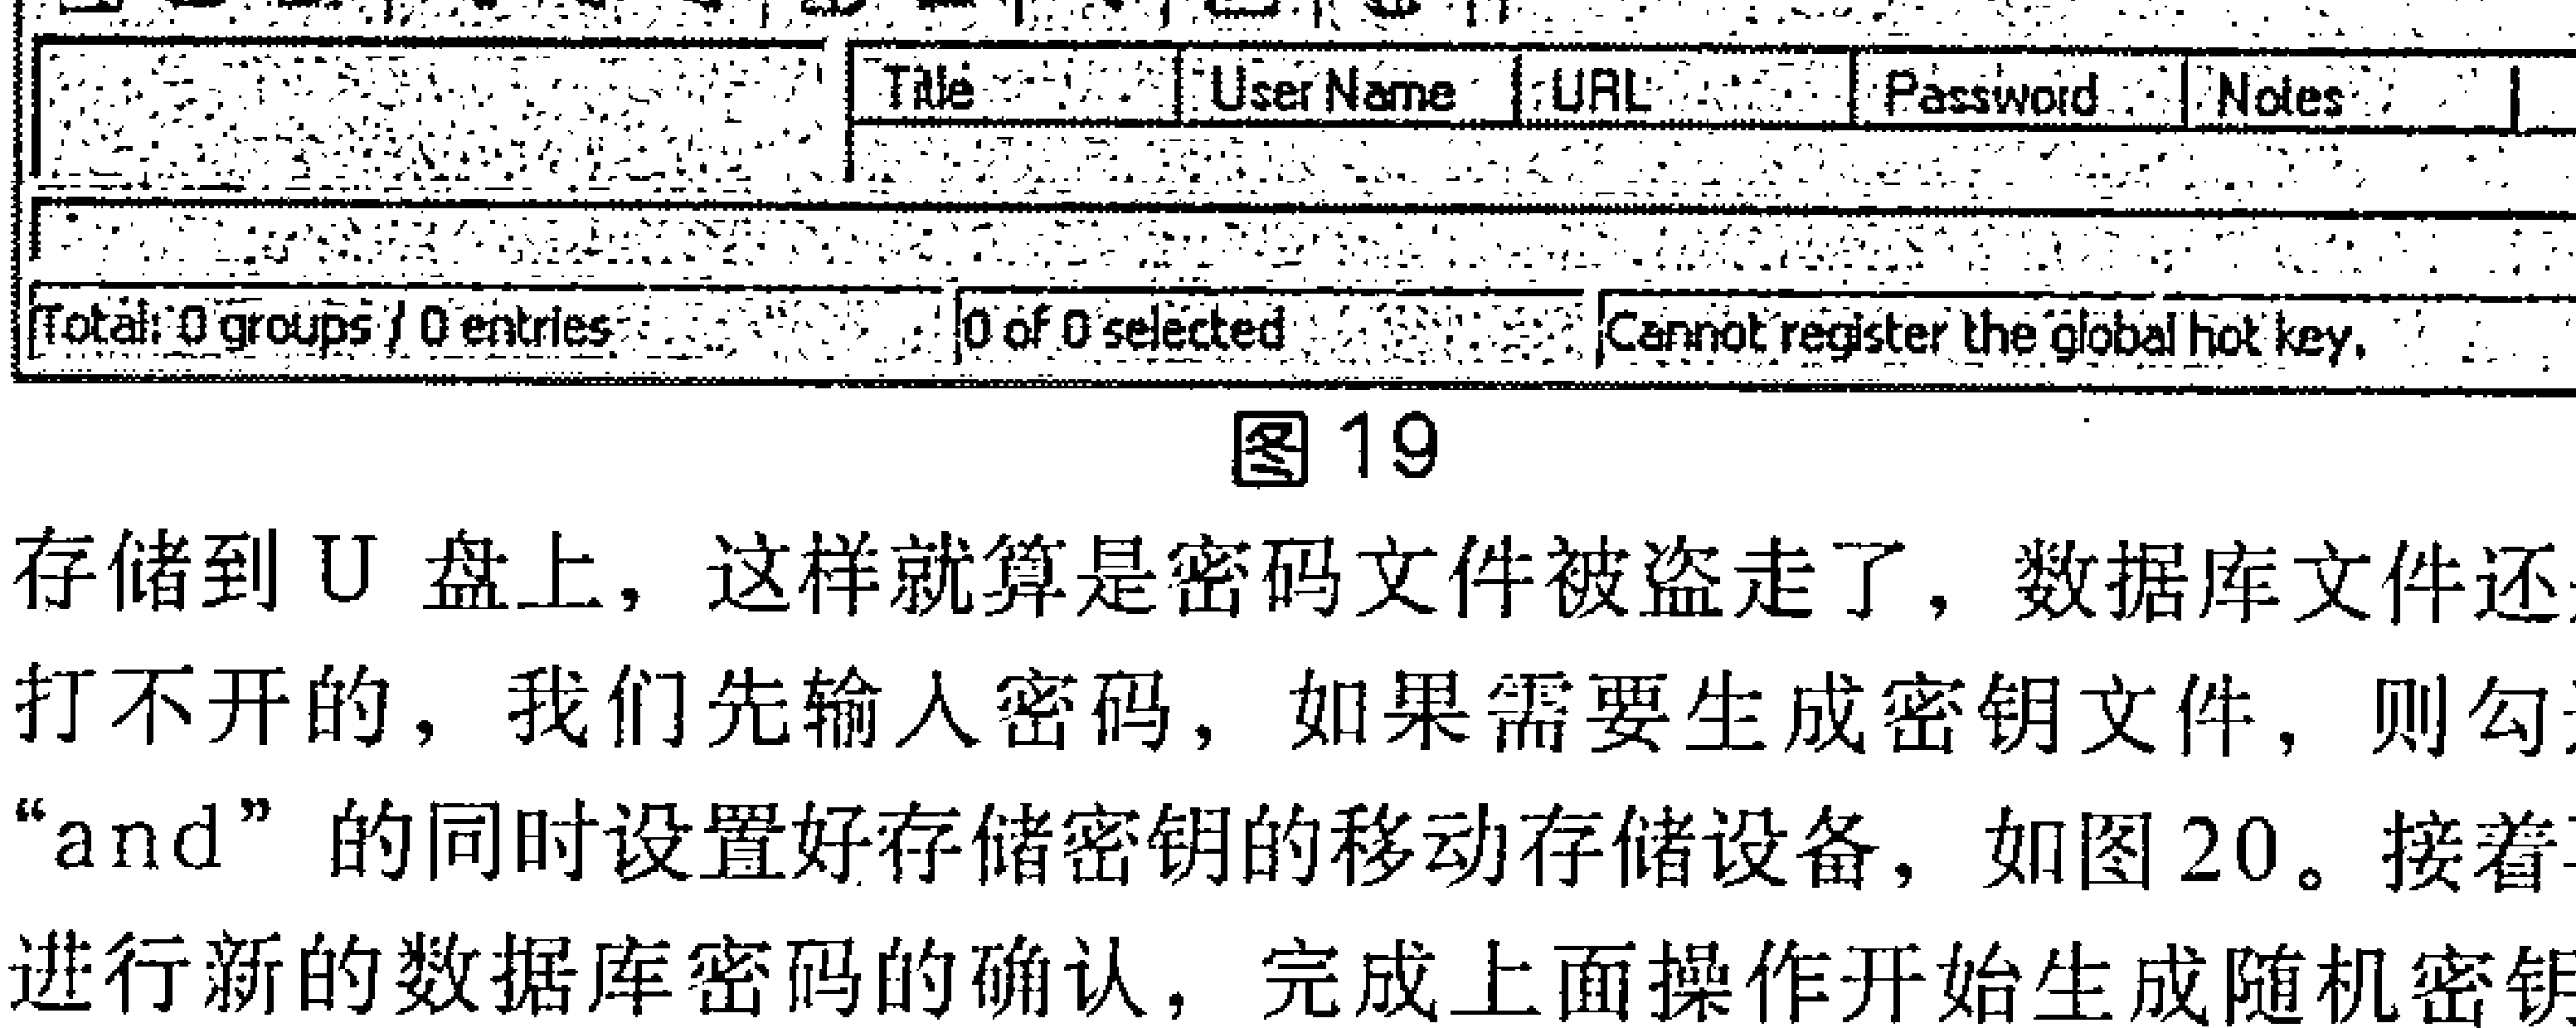 Title User Name URL Password Notes
Total: 0 groups / 0 entries 0 of 0 selected Cannot register the global hot key.
图 19
存储到 U 盘上，这样就算是密码文件被盗走了，数据库文件还
打不开的，我们先输入密码，如果需要生成密钥文件，则勾
“and”的同时设置好存储密钥的移动存储设备，如图 20。接着
进行新的数据库密码的确认，完成上面操作开始生成随机密钥